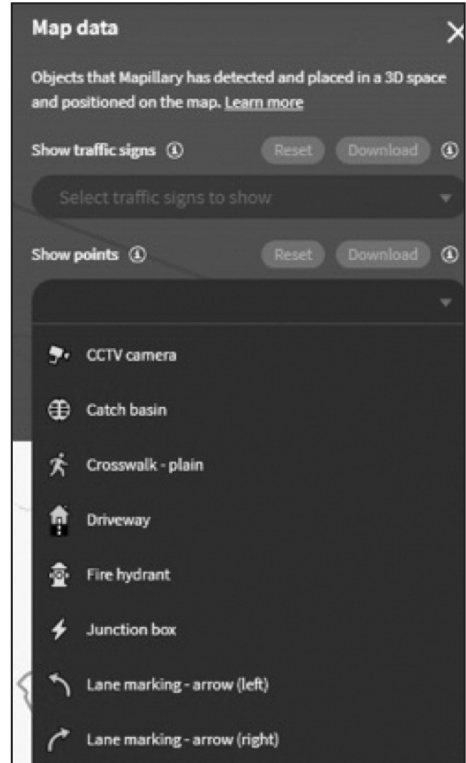 Map data
Objects that Mapillary has detected and placed in a 3D space
and positioned on the map. Learn more
Show traffic signs
Reset
Download
Select traffic signs to show
Show points
Reset
Download
CCTV camera
Catch basin
Crosswalk - plain
Driveway
Fire hydrant
Junction box
Lane marking - arrow (left)
Lane marking - arrow (right)